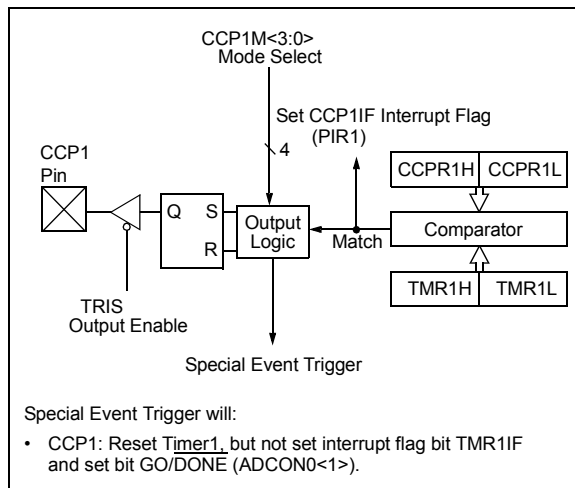 CCP1M<3:0>
Mode Select
Set CCP1IF Interrupt Flag
(PIR1)
4
CCP1
Pin
CCPR1H CCPR1L
Q S
R
Output
Logic
Match
Comparator
TRIS
Output Enable
TMR1H TMR1L
Special Event Trigger
Special Event Trigger will:
• CCP1: Reset Timer1, but not set interrupt flag bit TMR1IF
and set bit GO/DONE (ADCON0<1>).